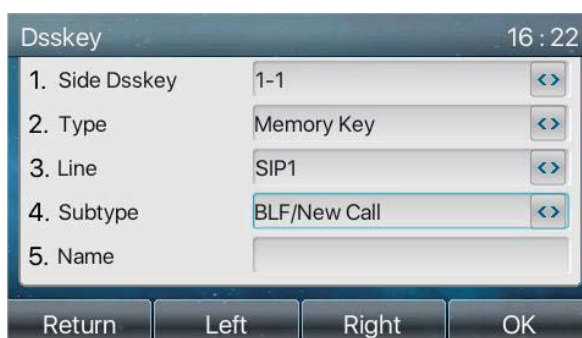 Dsskey 16 : 22
1. Side Dsskey 1-1
2. Type Memory Key
3. Line SIP1
4. Subtype BLF/New Call
5. Name
Return Left Right OK